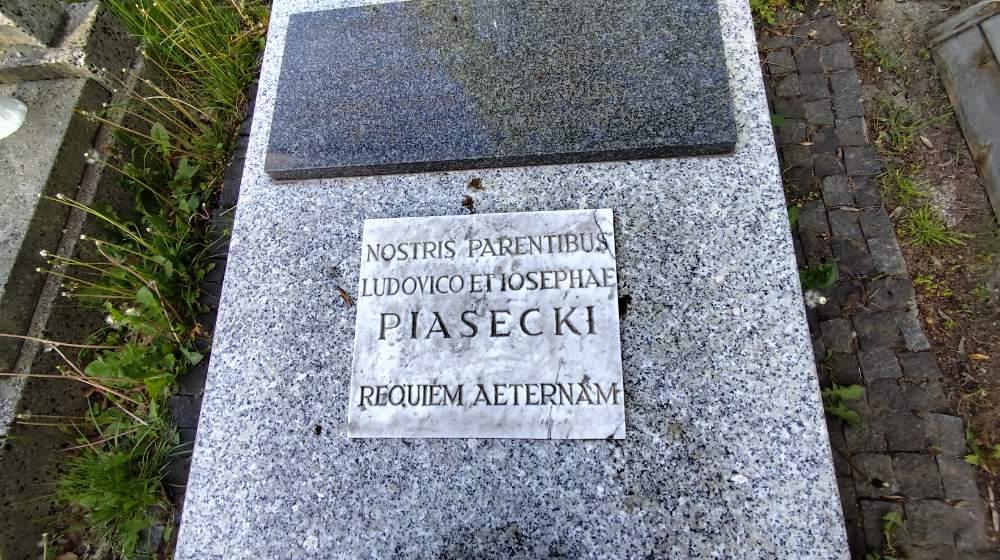 NOSTRIS PARENTIBUS
LUDOVICO ET IOSEPHAE
PIASECKI
REQUIEM AETERNAM